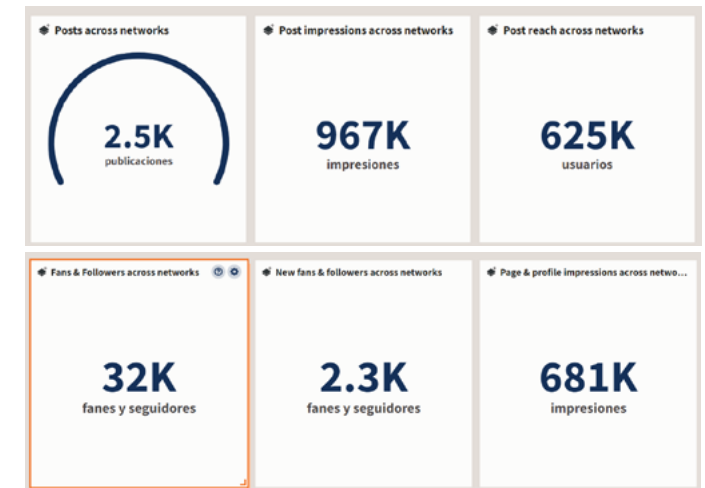 Posts across networks
2.5K
publicaciones
Post impressions across networks
967K
impresiones
Post reach across networks
625K
usuarios
Fans & Followers across networks
32K
fanes y seguidores
New fans & followers across networks
2.3K
fanes y seguidores
Page & profile impressions across netwo...
681K
impresiones